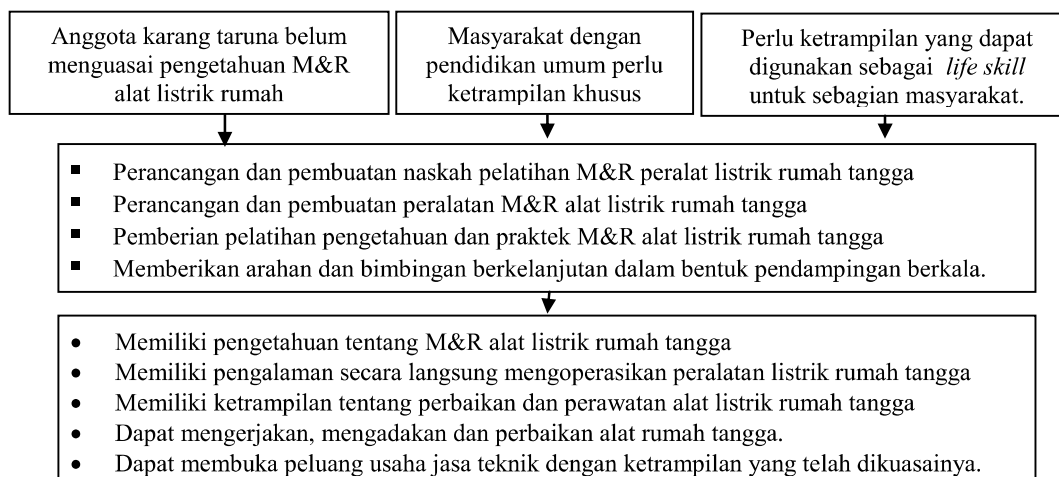 Anggota karang taruna belum
menguasai pengetahuan M&R
alat listrik rumah
Masyarakat dengan
pendidikan umum perlu
ketrampilan khusus
Perlu ketrampilan yang dapat
digunakan sebagai life skill
untuk sebagian masyarakat.
▪ Perancangan dan pembuatan naskah pelatihan M&R peralat listrik rumah tangga
▪ Perancangan dan pembuatan peralatan M&R alat listrik rumah tangga
▪ Pemberian pelatihan pengetahuan dan praktek M&R alat listrik rumah tangga
▪ Memberikan arahan dan bimbingan berkelanjutan dalam bentuk pendampingan berkala.
• Memiliki pengetahuan tentang M&R alat listrik rumah tangga
• Memiliki pengalaman secara langsung mengoperasikan peralatan listrik rumah tangga
• Memiliki ketrampilan tentang perbaikan dan perawatan alat listrik rumah tangga
• Dapat mengerjakan, mengadakan dan perbaikan alat rumah tangga.
• Dapat membuka peluang usaha jasa teknik dengan ketrampilan yang telah dikuasainya.